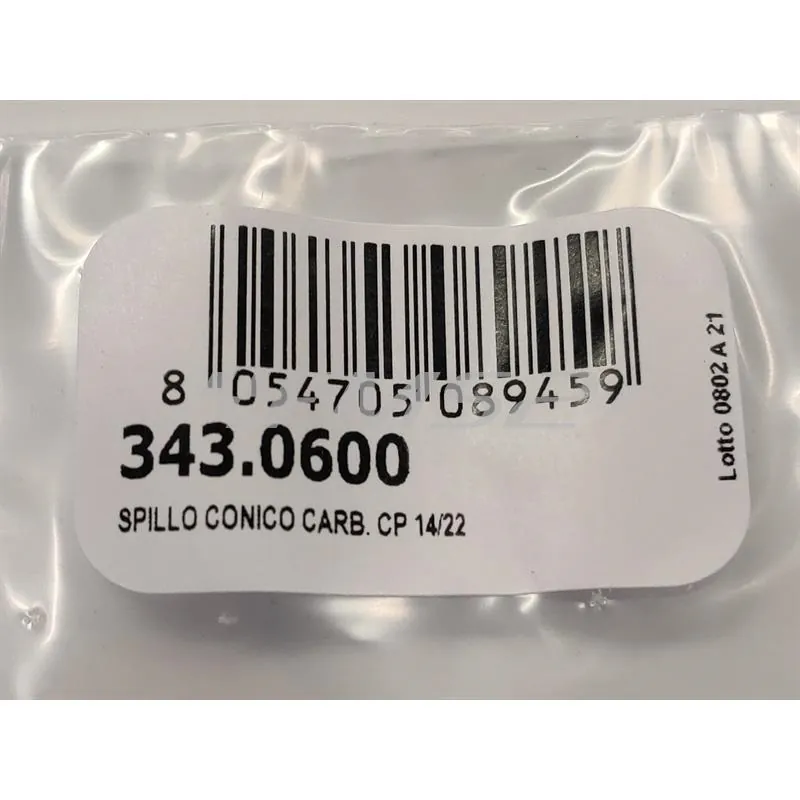 8 054705 089459
343.0600
SPILLO CONICO CARB. CP 14/22
Lotto 0802 A 21